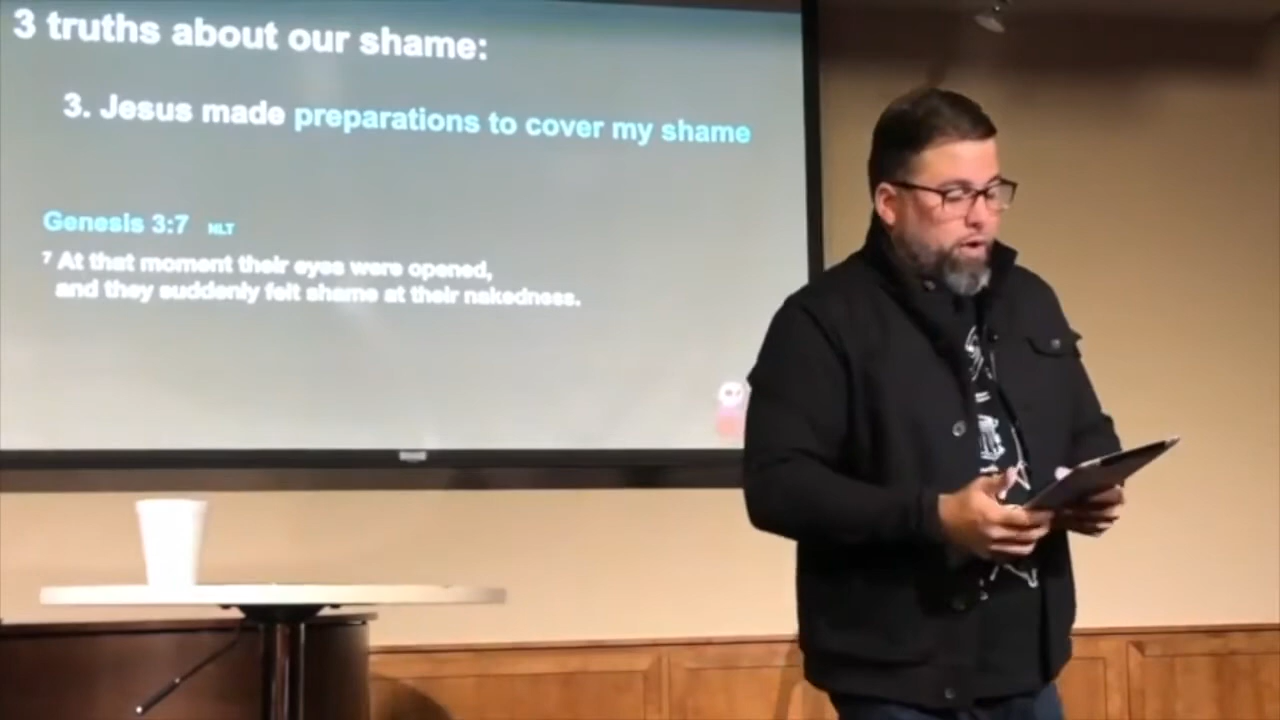 3 truths about our shame:
3. Jesus made preparations to cover my shame
Genesis 3:7 NLT
⁷ At that moment their eyes were opened,
and they suddenly felt shame at their nakedness.